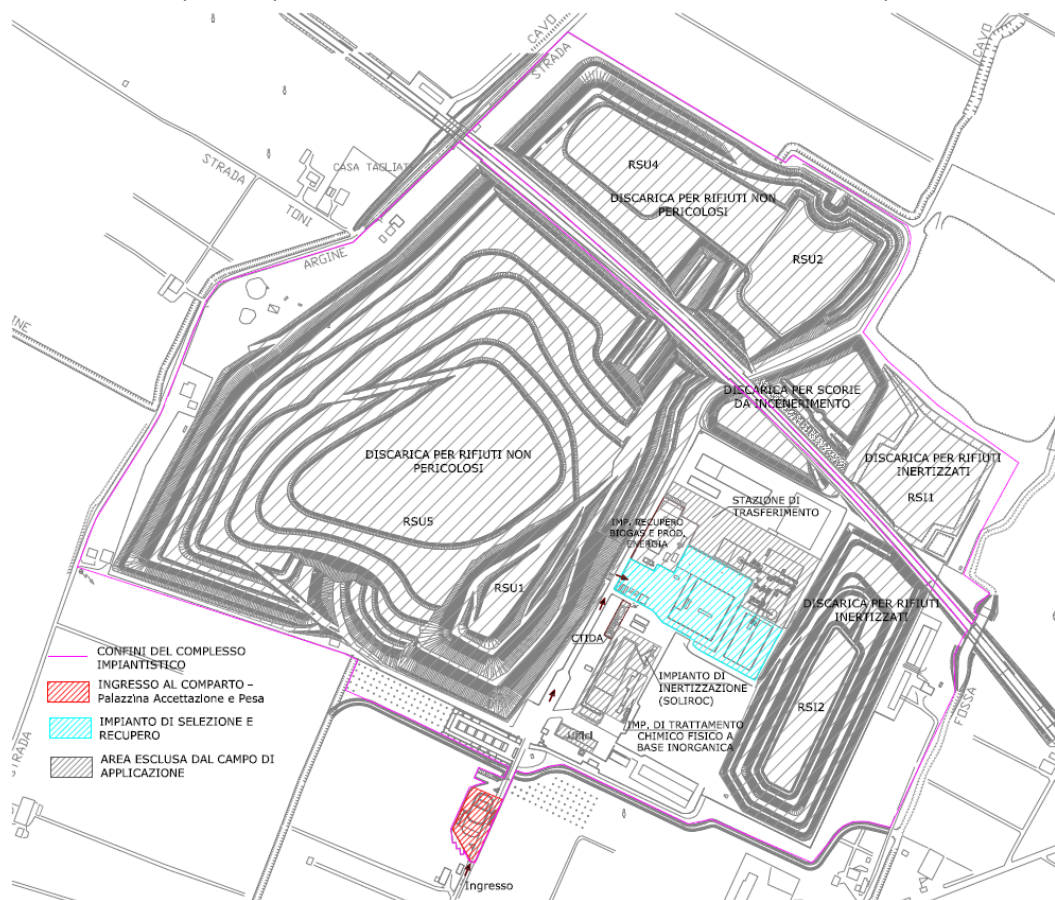 CAVO
STRADA
CAVO
STRADA
CASA TAGLIATI
TONI
ARGINE
RSU4
DISCARICA PER RIFIUTI NON
PERICOLOSI
RSU2
DISCARICA PER SCORIE
DA INCENERIMENTO
DISCARICA PER RIFIUTI
INERTIZZATI
RSI1
DISCARICA PER RIFIUTI NON
PERICOLOSI
RSU5
STAZIONE DI
TRASFERIMENTO
IMP. RECUPERO
BIOGAS E PROD.
ENERGIA
RSU1
DISCARICA PER RIFIUTI
INERTIZZATI
CTIDA
IMPIANTO DI
INERTIZZAZIONE
(SOLIROC)
RSI2
IMP. DI TRATTAMENTO
CHIMICO FISICO A
BASE INORGANICA
FOSSA
STRADA
CONFINI DEL COMPLESSO
IMPIANTISTICO
INGRESSO AL COMPARTO –
Palazzina Accettazione e Pesa
IMPIANTO DI SELEZIONE E
RECUPERO
AREA ESCLUSA DAL CAMPO DI
APPLICAZIONE
Ingresso